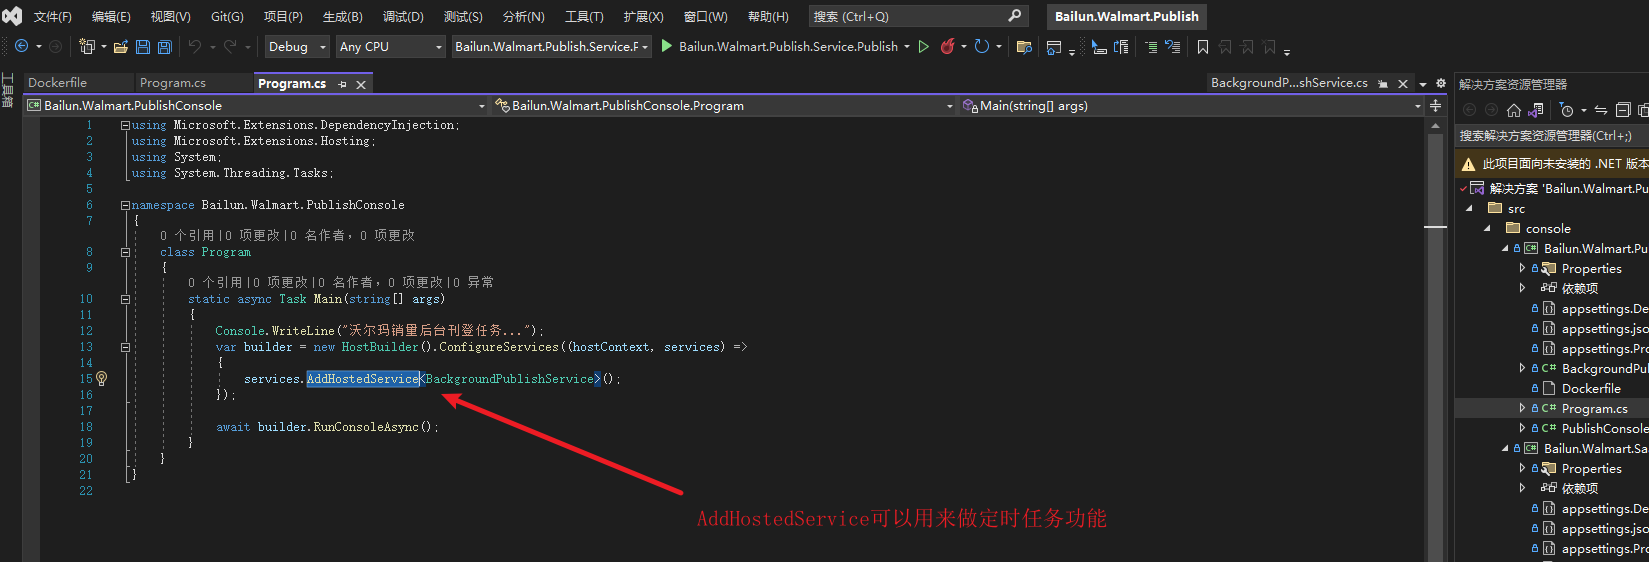 文件(F) 编辑(E) 视图(V) Git(G) 项目(P) 生成(B) 调试(D) 测试(S) 分析(N) 工具(T) 扩展(X) 窗口(W) 帮助(H) 搜索 (Ctrl+Q) Bailun.Walmart.Publish
Debug Any CPU Bailun.Walmart.Publish.Service.F Bailun.Walmart.Publish.Service.Publish
工具箱
Dockerfile Program.cs Program.cs BackgroundP...shService.cs
Bailun.Walmart.PublishConsole Bailun.Walmart.PublishConsole.Program Main(string[] args)
1 using Microsoft.Extensions.DependencyInjection;
2 using Microsoft.Extensions.Hosting;
3 using System;
4 using System.Threading.Tasks;
5
6 namespace Bailun.Walmart.PublishConsole
7 {
0 个引用|0 项更改|0 名作者，0 项更改
8 class Program
9 {
0 个引用|0 项更改|0 名作者，0 项更改|0 异常
10 static async Task Main(string[] args)
11 {
12 Console.WriteLine("沃尔玛销量后台刊登任务...");
13 var builder = new HostBuilder().ConfigureServices((hostContext, services) =>
14 {
15 services.AddHostedService<BackgroundPublishService>();
16 });
17
18 await builder.RunConsoleAsync();
19 }
20 }
21 }
22
AddHostedService可以用来做定时任务功能
解决方案资源管理器
搜索解决方案资源管理器(Ctrl+;)
此项目面向未安装的 .NET 版本
解决方案 'Bailun.Walmart.Pu
src
console
Bailun.Walmart.Pu
Properties
依赖项
appsettings.De
appsettings.jso
appsettings.Pro
C# BackgroundPu
Dockerfile
C# Program.cs
C# PublishConsole
Bailun.Walmart.Sa
Properties
依赖项
appsettings.De
appsettings.jso
appsettings.Pro